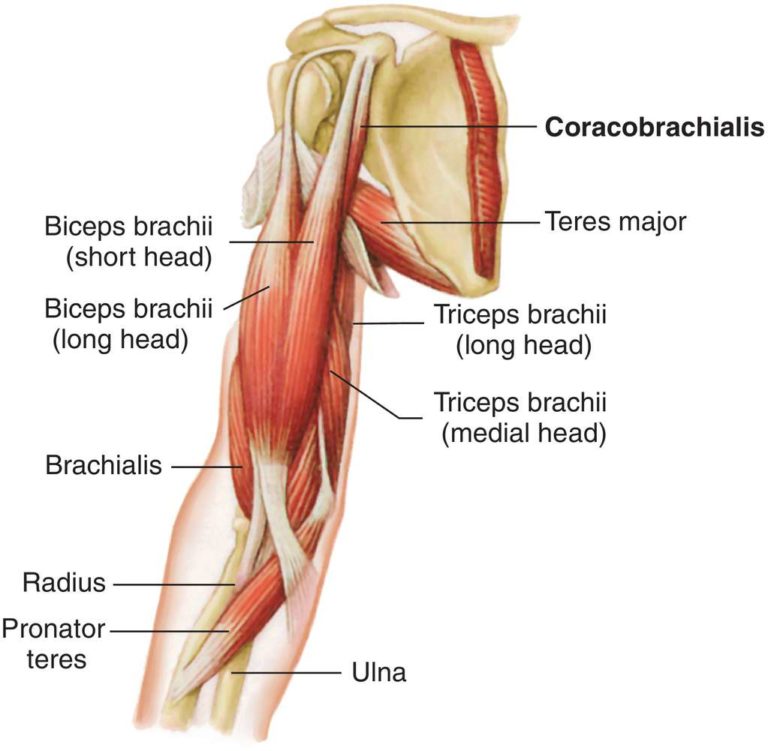 Coracobrachialis
Teres major
Biceps brachii
(short head)
Biceps brachii
(long head)
Triceps brachii
(long head)
Triceps brachii
(medial head)
Brachialis
Radius
Pronator
teres
Ulna